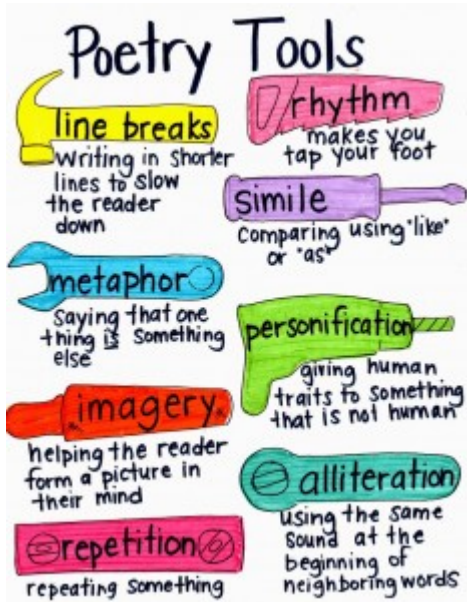 Poetry Tools
line breaks
writing in shorter
lines to slow
the reader
down
rhythm
makes you
tap your foot
simile
comparing using "like"
or "as"
metaphor
saying that one
thing is something
else
personification
giving human
traits to something
that is not human
imagery
helping the reader
form a picture in
their mind
alliteration
using the same
sound at the
beginning of
neighboring words
repetition
repeating something